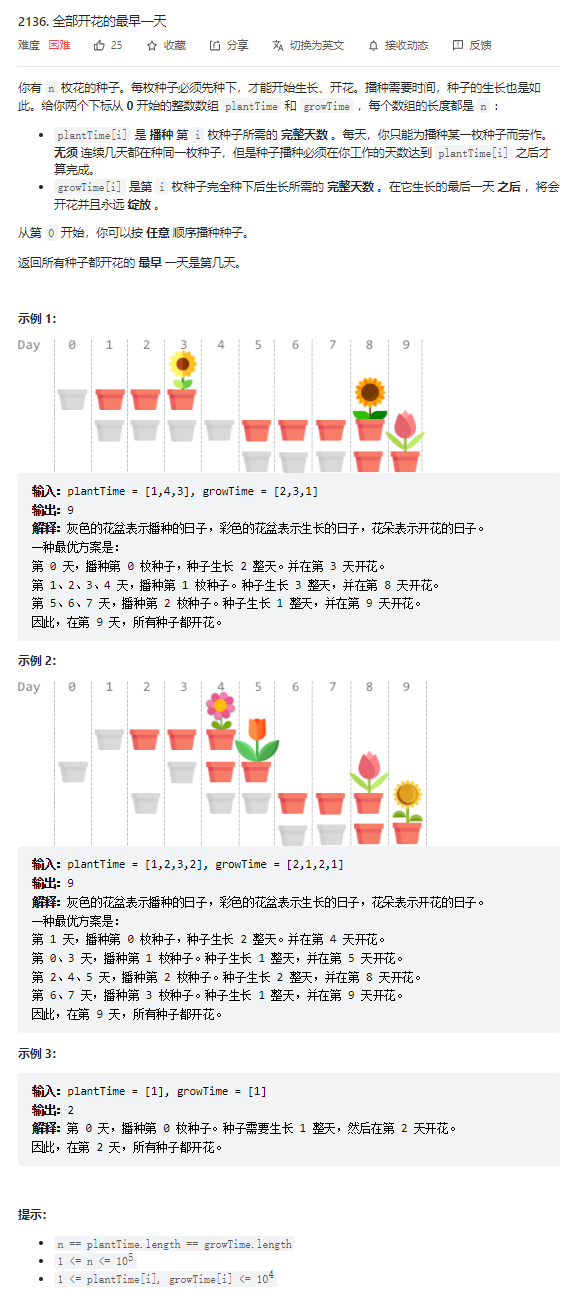 2136. 全部开花的最早一天
难度 困难 25 收藏 分享 切换为英文 接收动态 反馈
你有 n 枚花的种子。每枚种子必须先种下，才能开始生长、开花。播种需要时间，种子的生长也是如
此。给你两个下标从 0 开始的整数数组 plantTime 和 growTime ，每个数组的长度都是 n ：
• plantTime[i] 是 播种 第 i 枚种子所需的 完整天数 。每天，你只能为播种某一枚种子而劳作。
无须 连续几天都在种同一枚种子，但是种子播种必须在你工作的天数达到 plantTime[i] 之后才
算完成。
• growTime[i] 是第 i 枚种子完全种下后生长所需的 完整天数 。在它生长的最后一天 之后 ，将会
开花并且永远 绽放 。
从第 0 开始，你可以按 任意 顺序播种种子。
返回所有种子都开花的 最早 一天是第几天。
示例 1：
Day 0 1 2 3 4 5 6 7 8 9
输入：plantTime = [1,4,3], growTime = [2,3,1]
输出：9
解释：灰色的花盆表示播种的日子，彩色的花盆表示生长的日子，花朵表示开花的日子。
一种最优方案是：
第 0 天，播种第 0 枚种子，种子生长 2 整天。并在第 3 天开花。
第 1、2、3、4 天，播种第 1 枚种子。种子生长 3 整天，并在第 8 天开花。
第 5、6、7 天，播种第 2 枚种子。种子生长 1 整天，并在第 9 天开花。
因此，在第 9 天，所有种子都开花。
示例 2：
Day 0 1 2 3 4 5 6 7 8 9
输入：plantTime = [1,2,3,2], growTime = [2,1,2,1]
输出：9
解释：灰色的花盆表示播种的日子，彩色的花盆表示生长的日子，花朵表示开花的日子。
一种最优方案是：
第 1 天，播种第 0 枚种子，种子生长 2 整天。并在第 4 天开花。
第 0、3 天，播种第 1 枚种子。种子生长 1 整天，并在第 5 天开花。
第 2、4、5 天，播种第 2 枚种子。种子生长 2 整天，并在第 8 天开花。
第 6、7 天，播种第 3 枚种子。种子生长 1 整天，并在第 9 天开花。
因此，在第 9 天，所有种子都开花。
示例 3：
输入：plantTime = [1], growTime = [1]
输出：2
解释：第 0 天，播种第 0 枚种子。种子需要生长 1 整天，然后在第 2 天开花。
因此，在第 2 天，所有种子都开花。
提示：
• n == plantTime.length == growTime.length
• 1 <= n <= 10⁵
• 1 <= plantTime[i], growTime[i] <= 10⁴